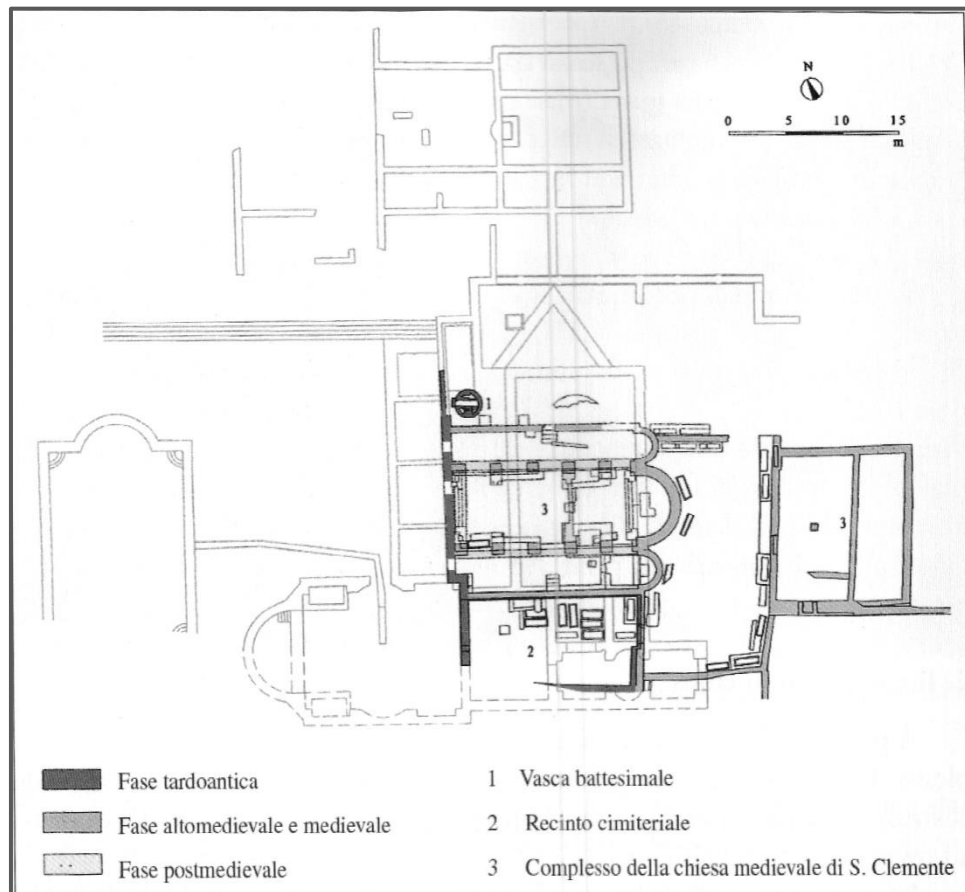 N
0 5 10 15
m
1
3
3
2
Fase tardoantica
Fase altomedievale e medievale
Fase postmedievale
1 Vasca battesimale
2 Recinto cimiteriale
3 Complesso della chiesa medievale di S. Clemente